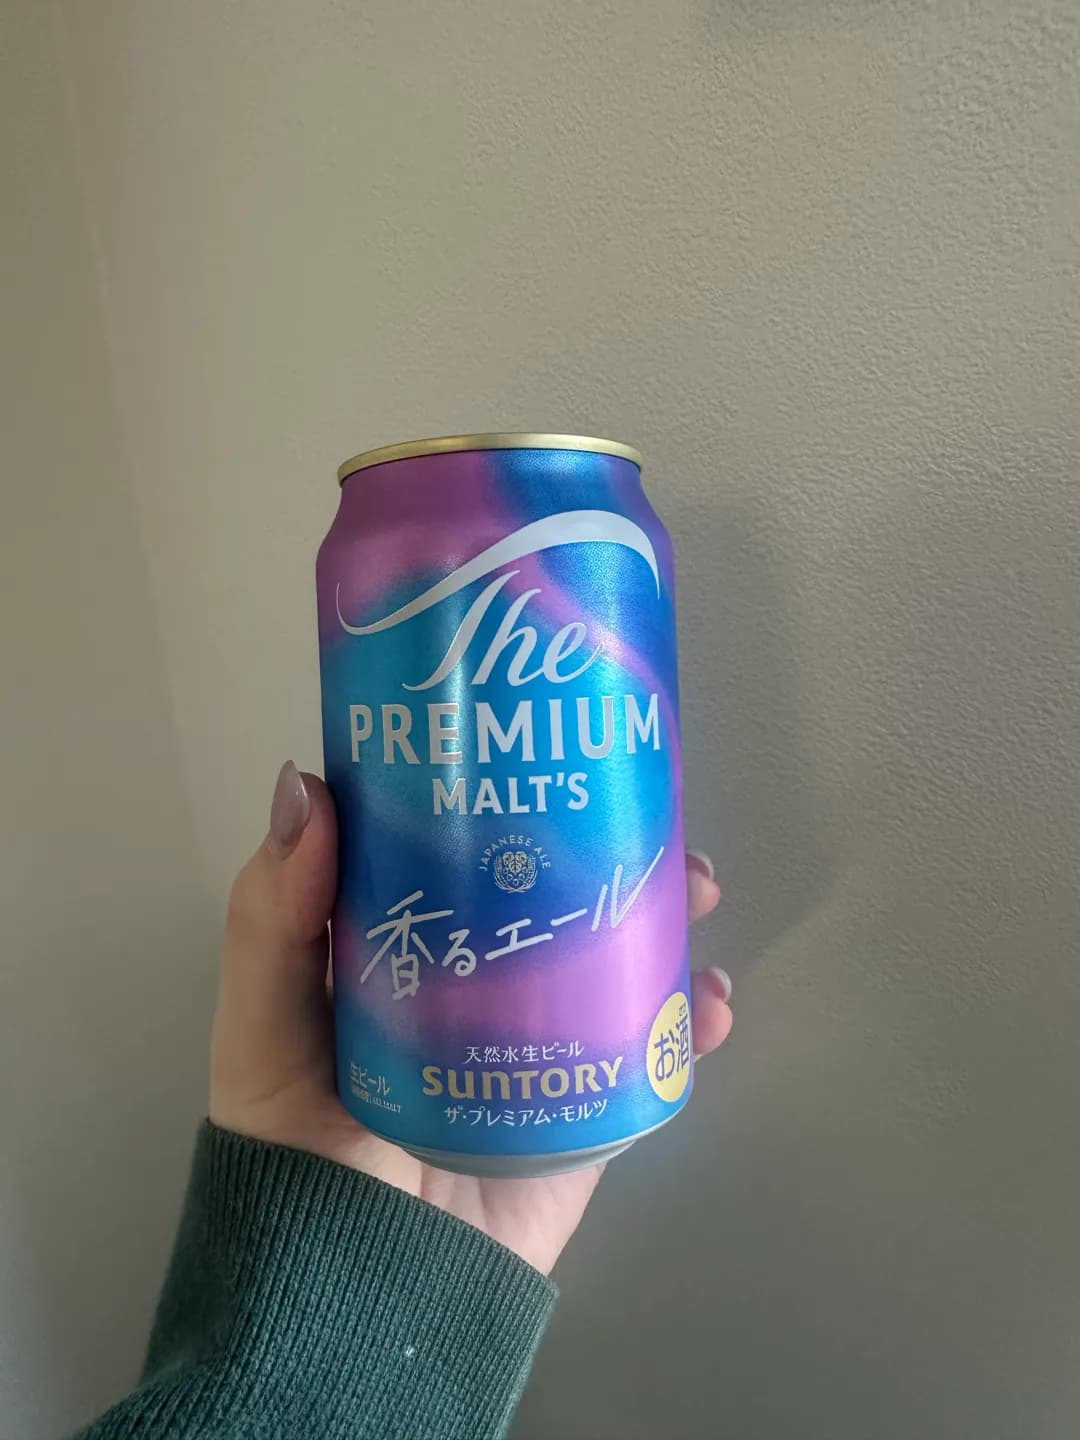 The
PREMIUM
MALT'S
JAPANESE ALE
香るエール
天然水生ビール
SUNTORY
ザ・プレミアム・モルツ
生ビール
お酒